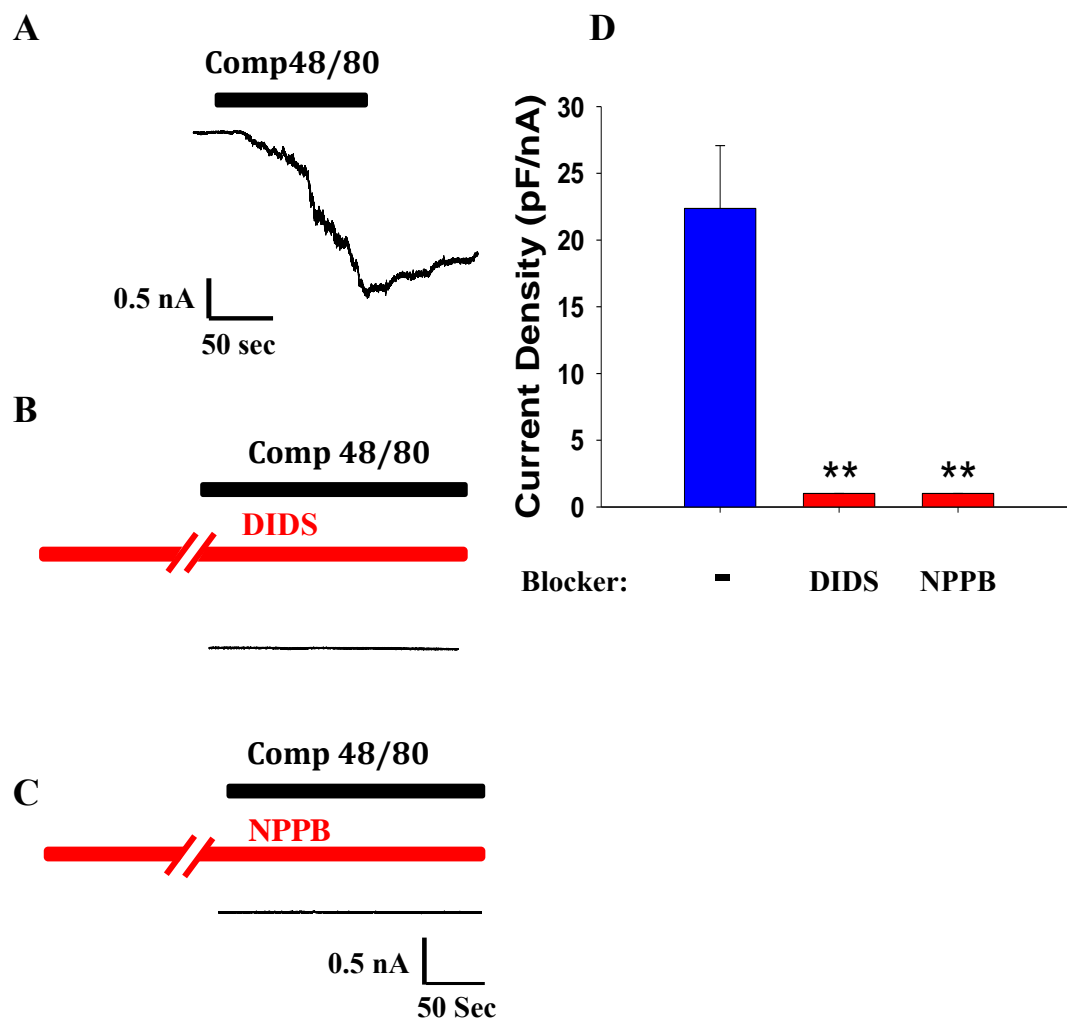 A
Comp48/80
0.5 nA
50 sec
B
Comp 48/80
DIDS
C
Comp 48/80
NPPB
0.5 nA
50 Sec
D
Current Density (pF/nA)
30
25
20
15
10
5
0
** **
Blocker: - DIDS NPPB